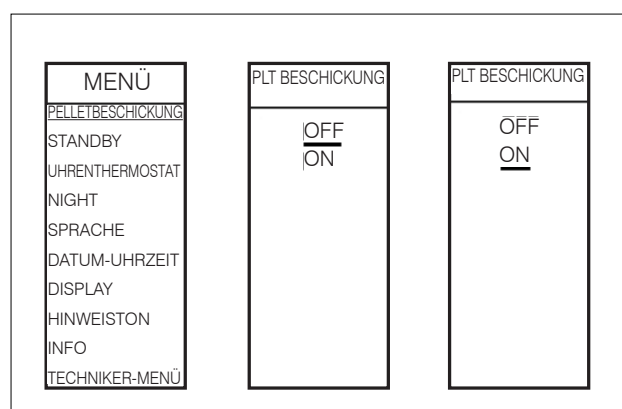 MENÜ
PELLETBESCHICKUNG
STANDBY
UHRENTHERMOSTAT
NIGHT
SPRACHE
DATUM-UHRZEIT
DISPLAY
HINWEISTON
INFO
TECHNIKER-MENÜ
PLT BESCHICKUNG
OFF
ON
PLT BESCHICKUNG
OFF
ON